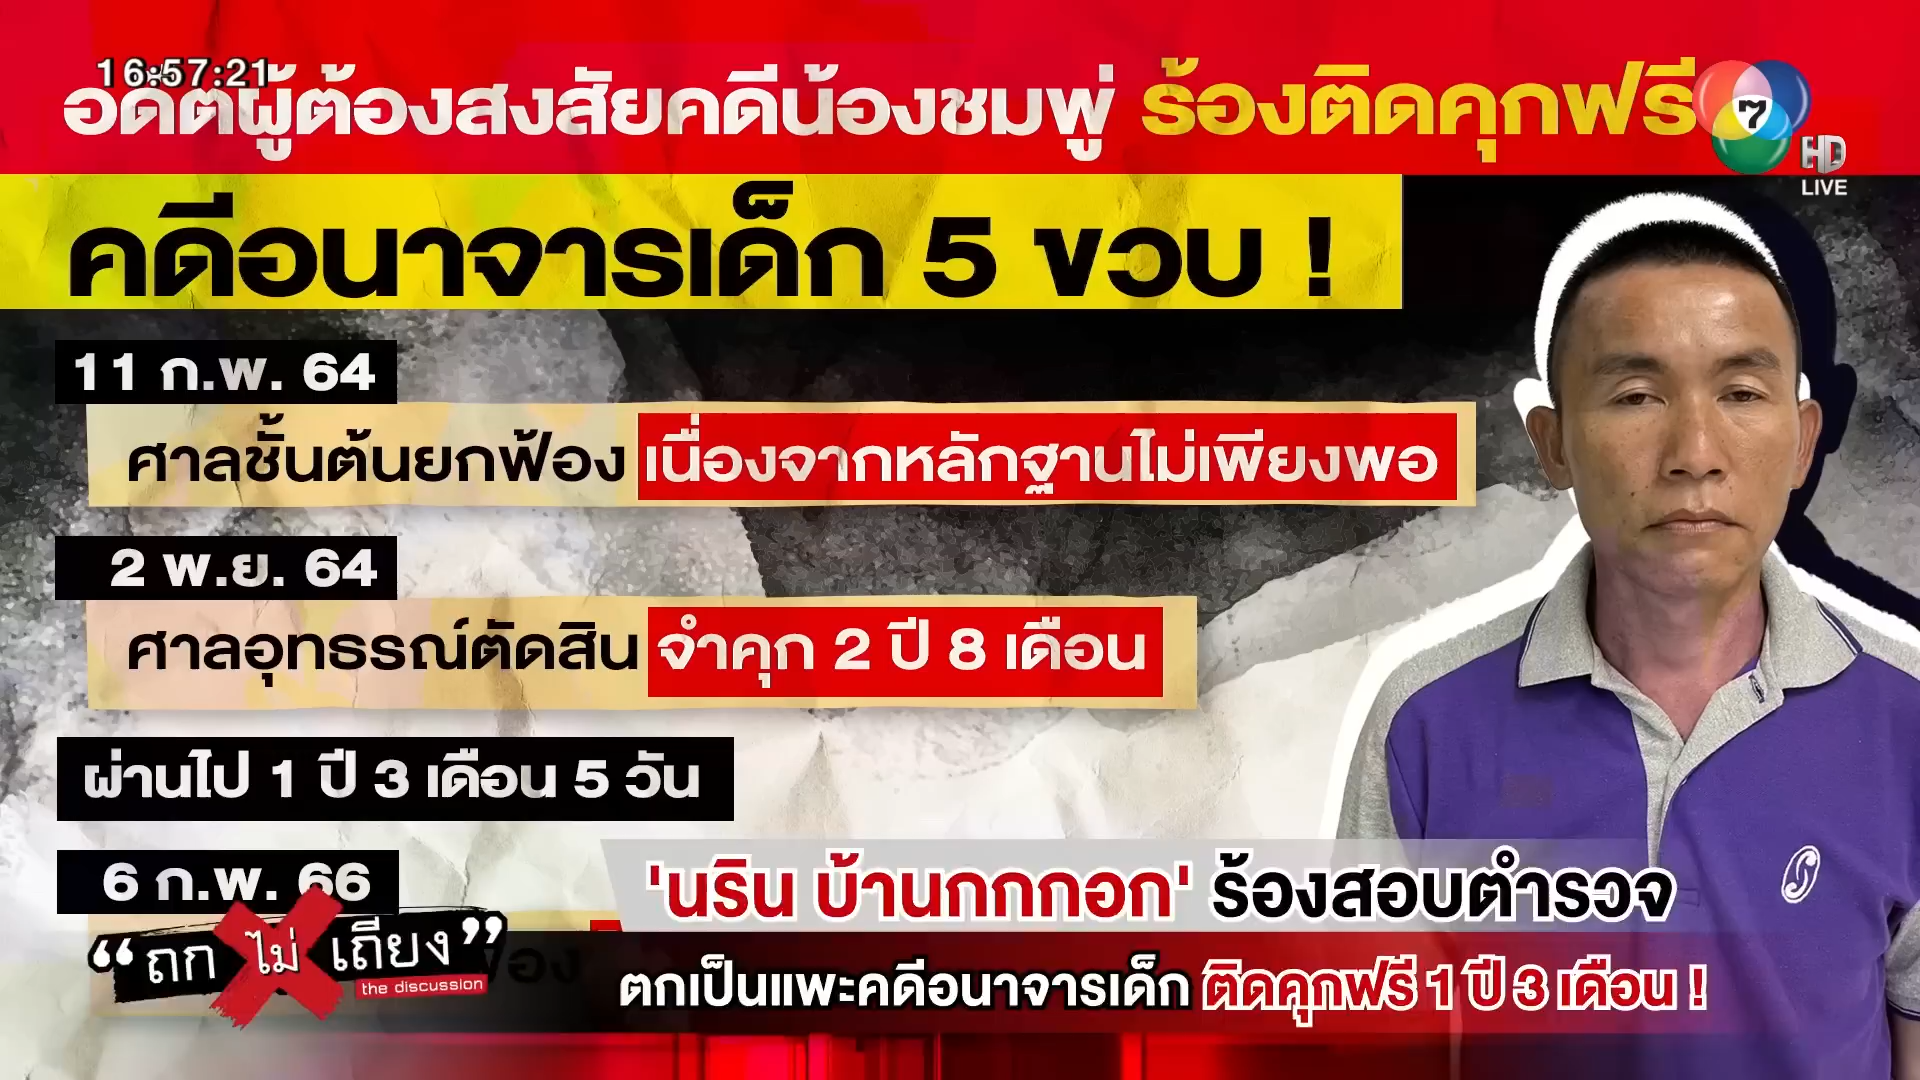 16:57:21
อดีตผู้ต้องสงสัยคดีน้องชมพู่ ร้องติดคุกฟรี
7
HD
LIVE
คดีอนาจารเด็ก 5 ขวบ !
11 ก.พ. 64
ศาลชั้นต้นยกฟ้อง เนื่องจากหลักฐานไม่เพียงพอ
2 พ.ย. 64
ศาลอุทธรณ์ตัดสิน จำคุก 2 ปี 8 เดือน
ผ่านไป 1 ปี 3 เดือน 5 วัน
6 ก.พ. 66
'นริน บ้านกกกอก' ร้องสอบตำรวจ
“ถก ไม่ เถียง”
the discussion
ตกเป็นแพะคดีอนาจารเด็ก ติดคุกฟรี 1 ปี 3 เดือน !